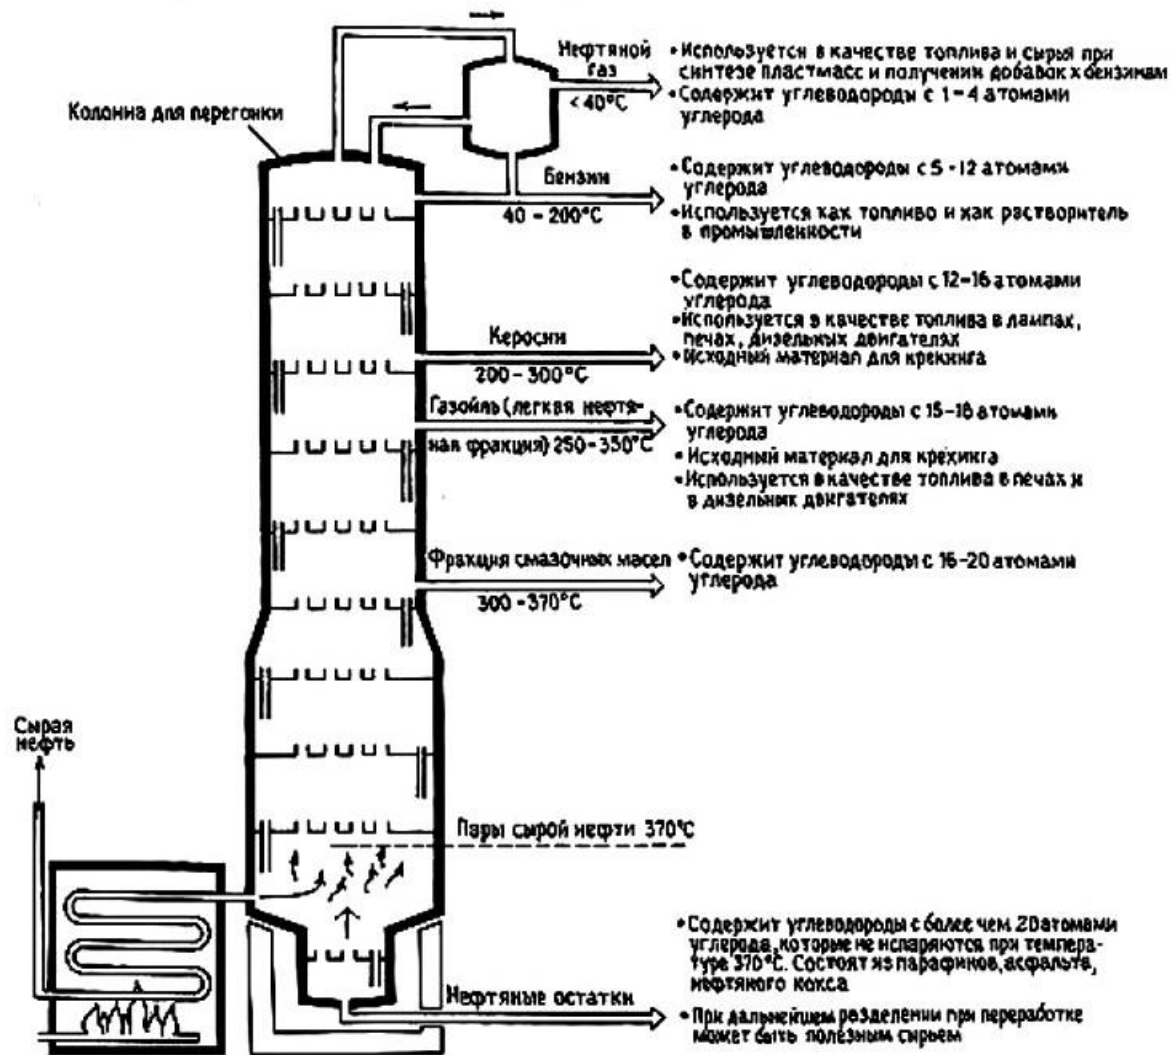 Нефтяной
газ
< 40°C
• Используется в качестве топлива и сырья при
синтезе пластмасс и получении добавок к бензинам
• Содержит углеводороды с 1-4 атомами
углерода
Колонна для перегонки
Бензин
40 - 200°C
• Содержит углеводороды с 5-12 атомами
углерода
• Используется как топливо и как растворитель
в промышленности
Керосин
200 - 300°C
• Содержит углеводороды с 12-16 атомами
углерода
• Используется в качестве топлива в лампах,
печах, дизельных двигателях
• Исходный материал для крекинга
Газойль (легкая нефтя-
ная фракция) 250-350°C
• Содержит углеводороды с 15-18 атомами
углерода
• Исходный материал для крекинга
• Используется в качестве топлива в печах и
в дизельных двигателях
Фракция смазочных масел
300 - 370°C
• Содержит углеводороды с 16-20 атомами
углерода
Сырая
нефть
Пары сырой нефти 370°C
Нефтяные остатки
• Содержит углеводороды с более чем 20 атомами
углерода, которые не испаряются при темпера-
туре 370°C. Состоят из парафинов, асфальта,
нефтяного кокса
• При дальнейшем разделении при переработке
может быть полезным сырьем